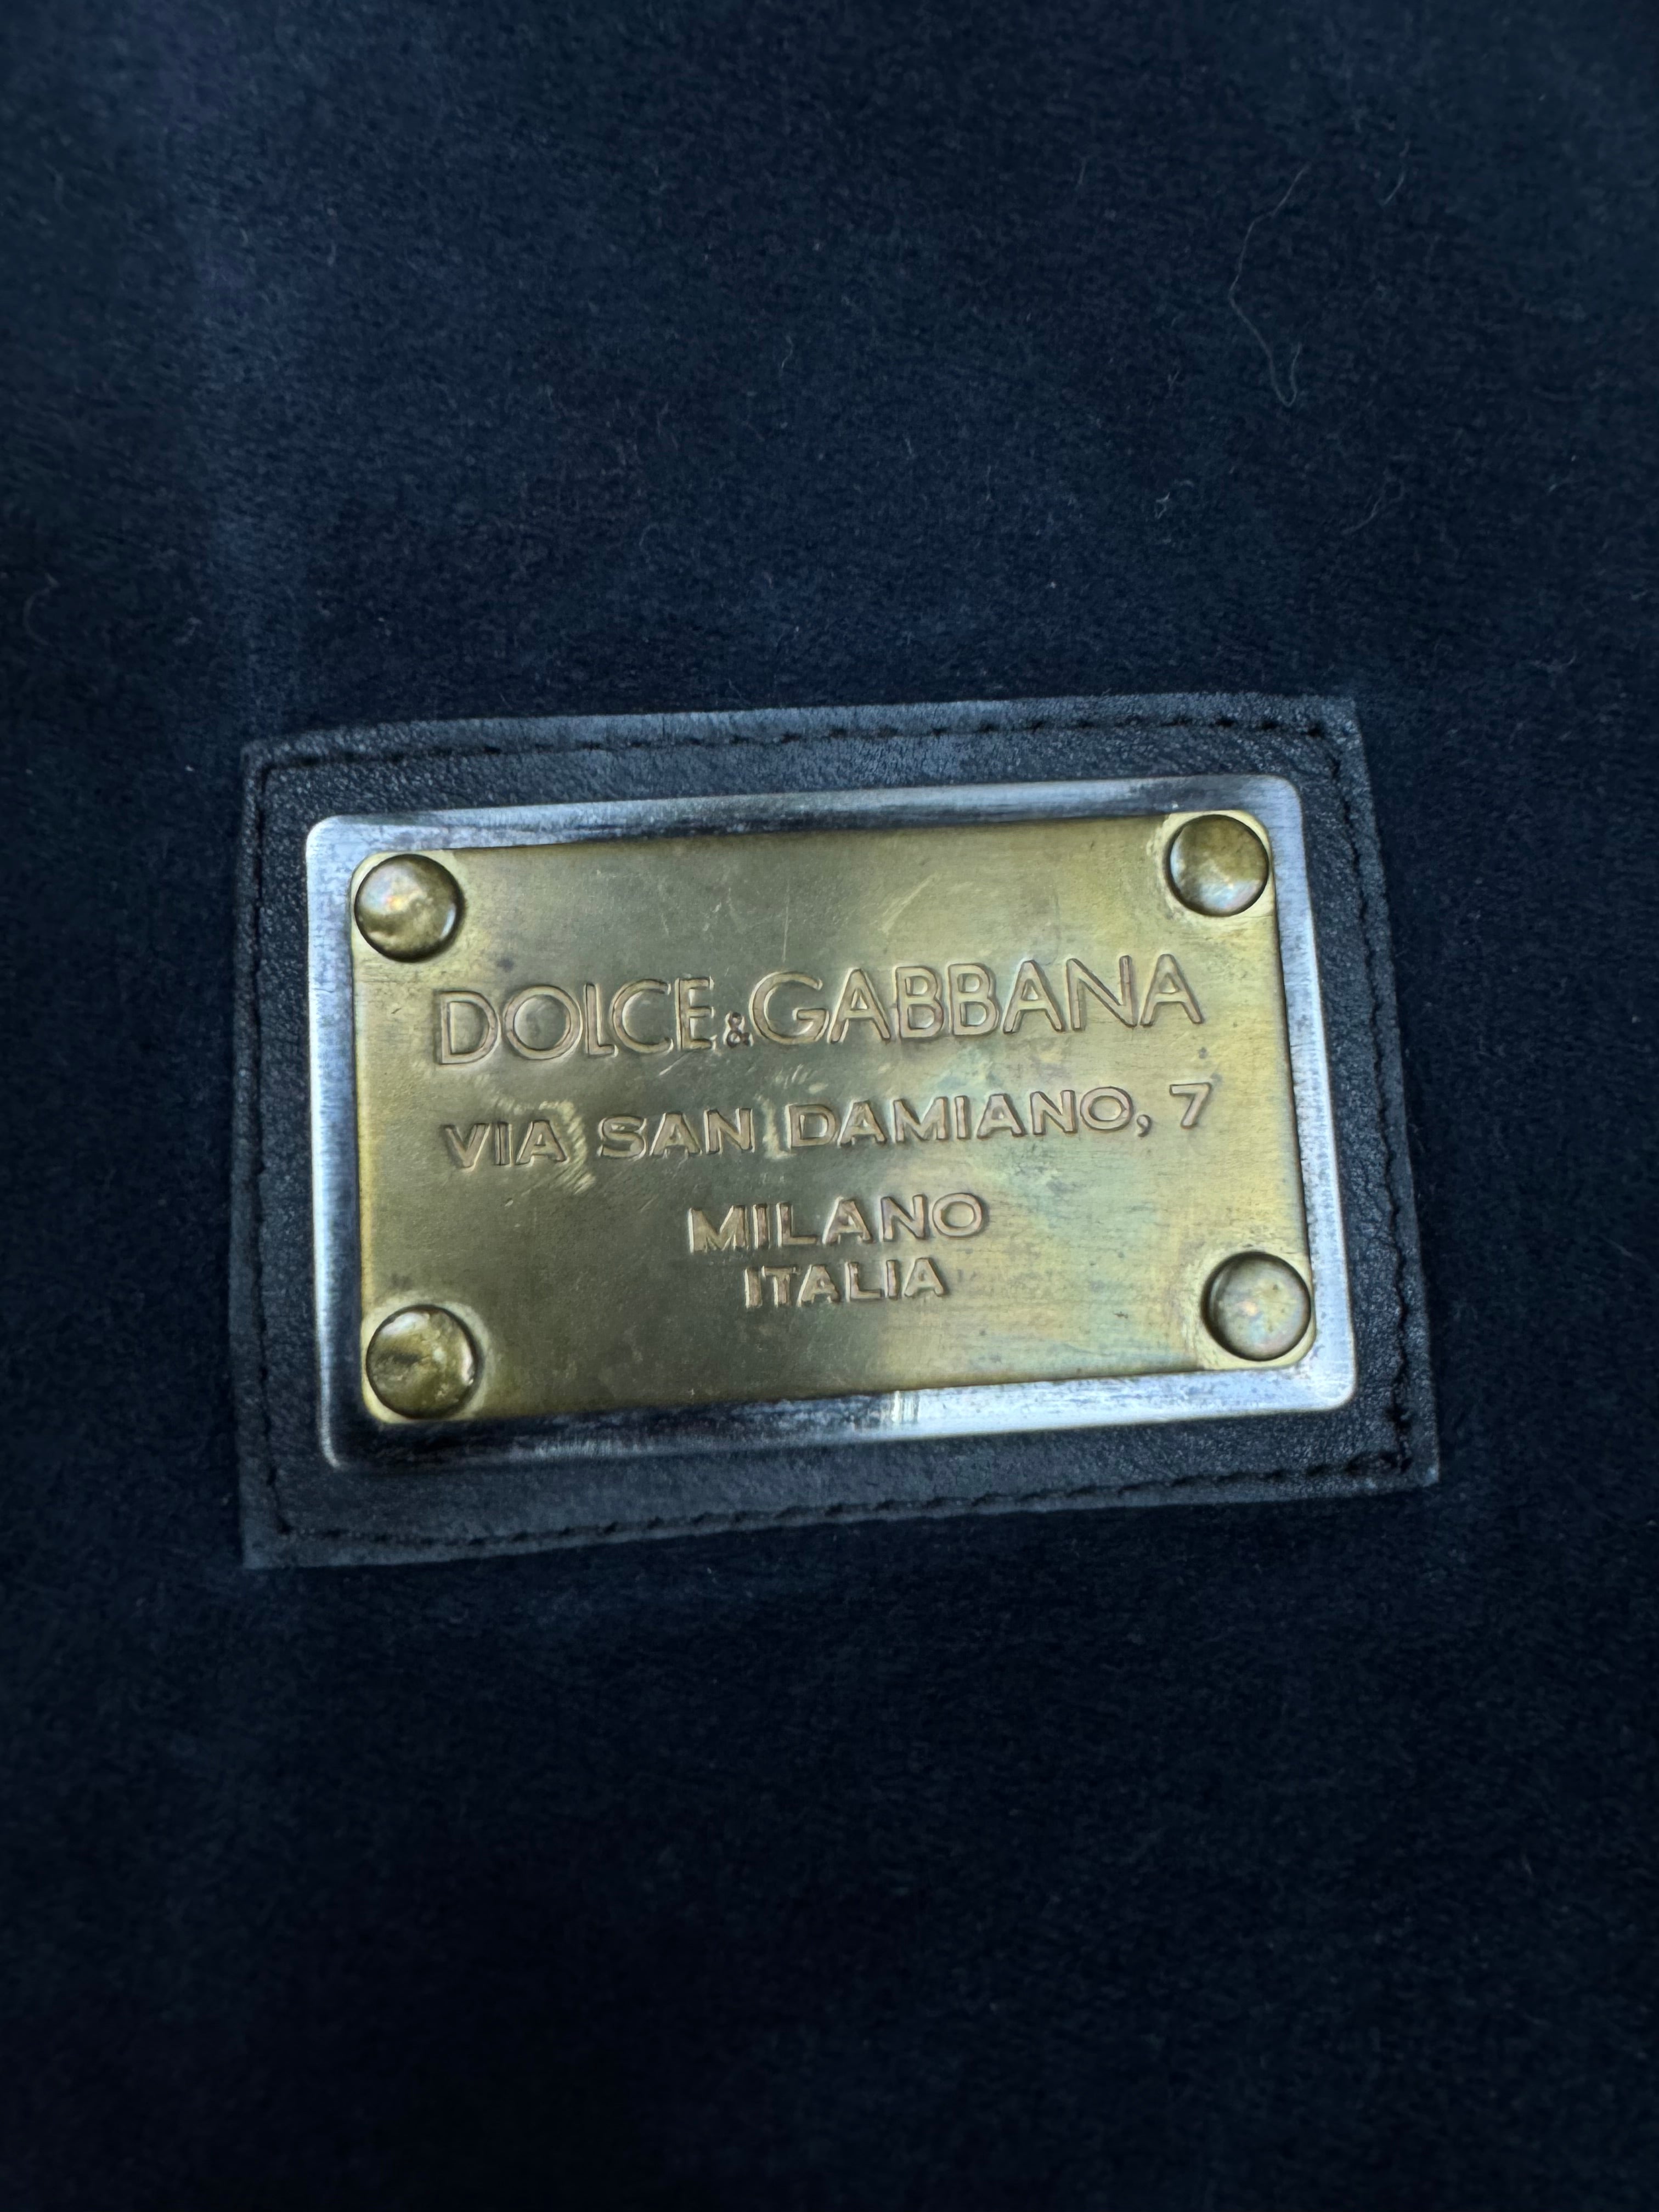 DOLCE&GABBANA
VIA SAN DAMIANO, 7
MILANO
ITALIA